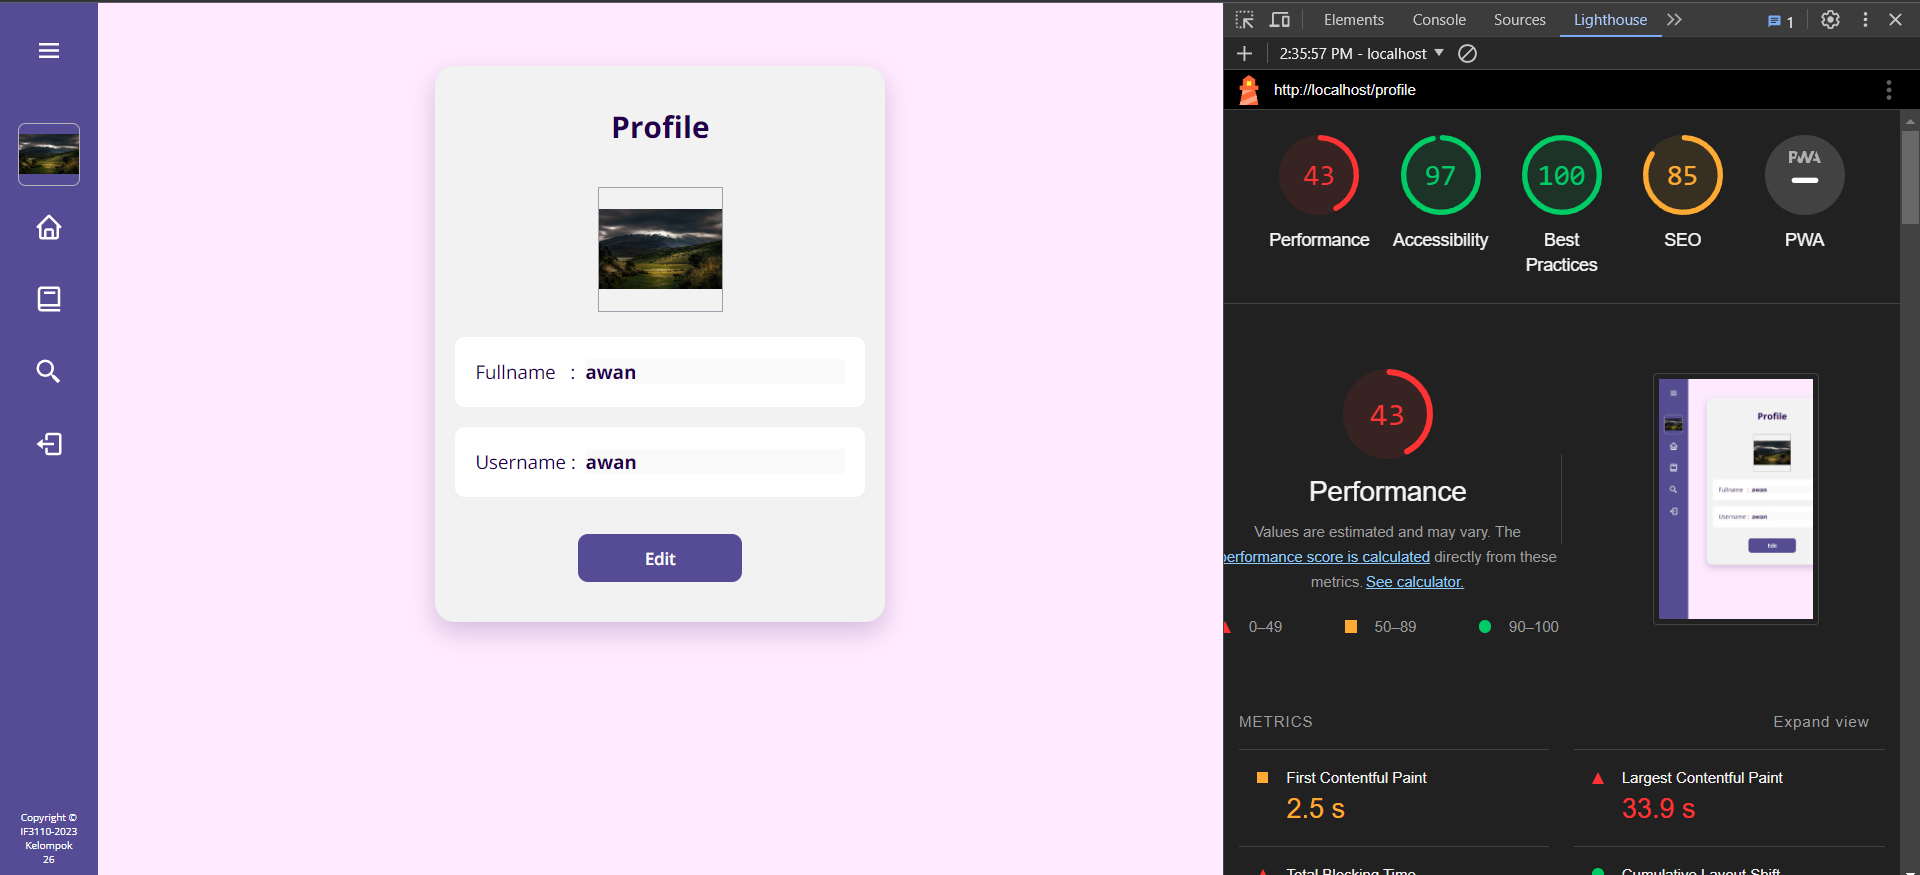 Elements Console Sources Lighthouse 1
2:35:57 PM - localhost
http://localhost/profile
Profile
43 97 100 85 PWA
Performance Accessibility Best Practices SEO PWA
Fullname : awan
Username : awan
Edit
43
Performance
Values are estimated and may vary. The
performance score is calculated directly from these
metrics. See calculator.
0–49 50–89 90–100
Profile
Fullname : awan
Username : awan
Edit
METRICS Expand view
First Contentful Paint
2.5 s
Largest Contentful Paint
33.9 s
Total Blocking Time
Cumulative Layout Shift
Copyright ©
IF3110-2023
Kelompok
26